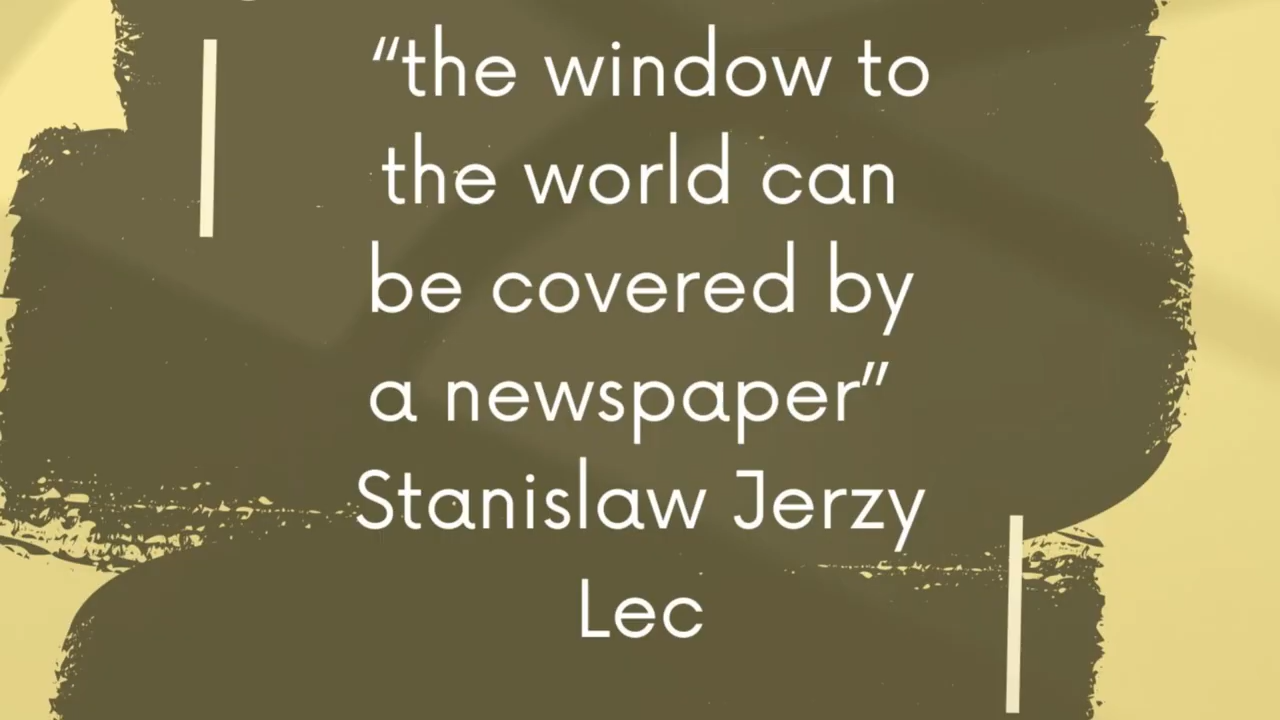 “the window to
the world can
be covered by
a newspaper”
Stanislaw Jerzy
Lec